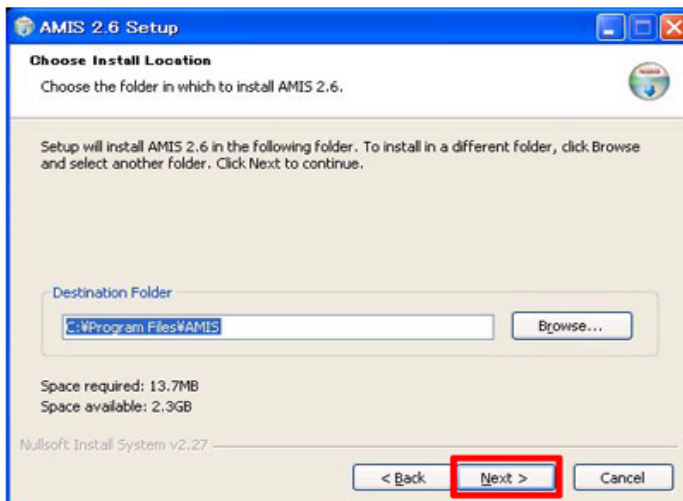 AMIS 2.6 Setup
Choose Install Location
Choose the folder in which to install AMIS 2.6.
Setup will install AMIS 2.6 in the following folder. To install in a different folder, click Browse
and select another folder. Click Next to continue.
Destination Folder
C:¥Program Files¥AMIS
Browse...
Space required: 13.7MB
Space available: 2.3GB
Nullsoft Install System v2.27
< Back Next > Cancel